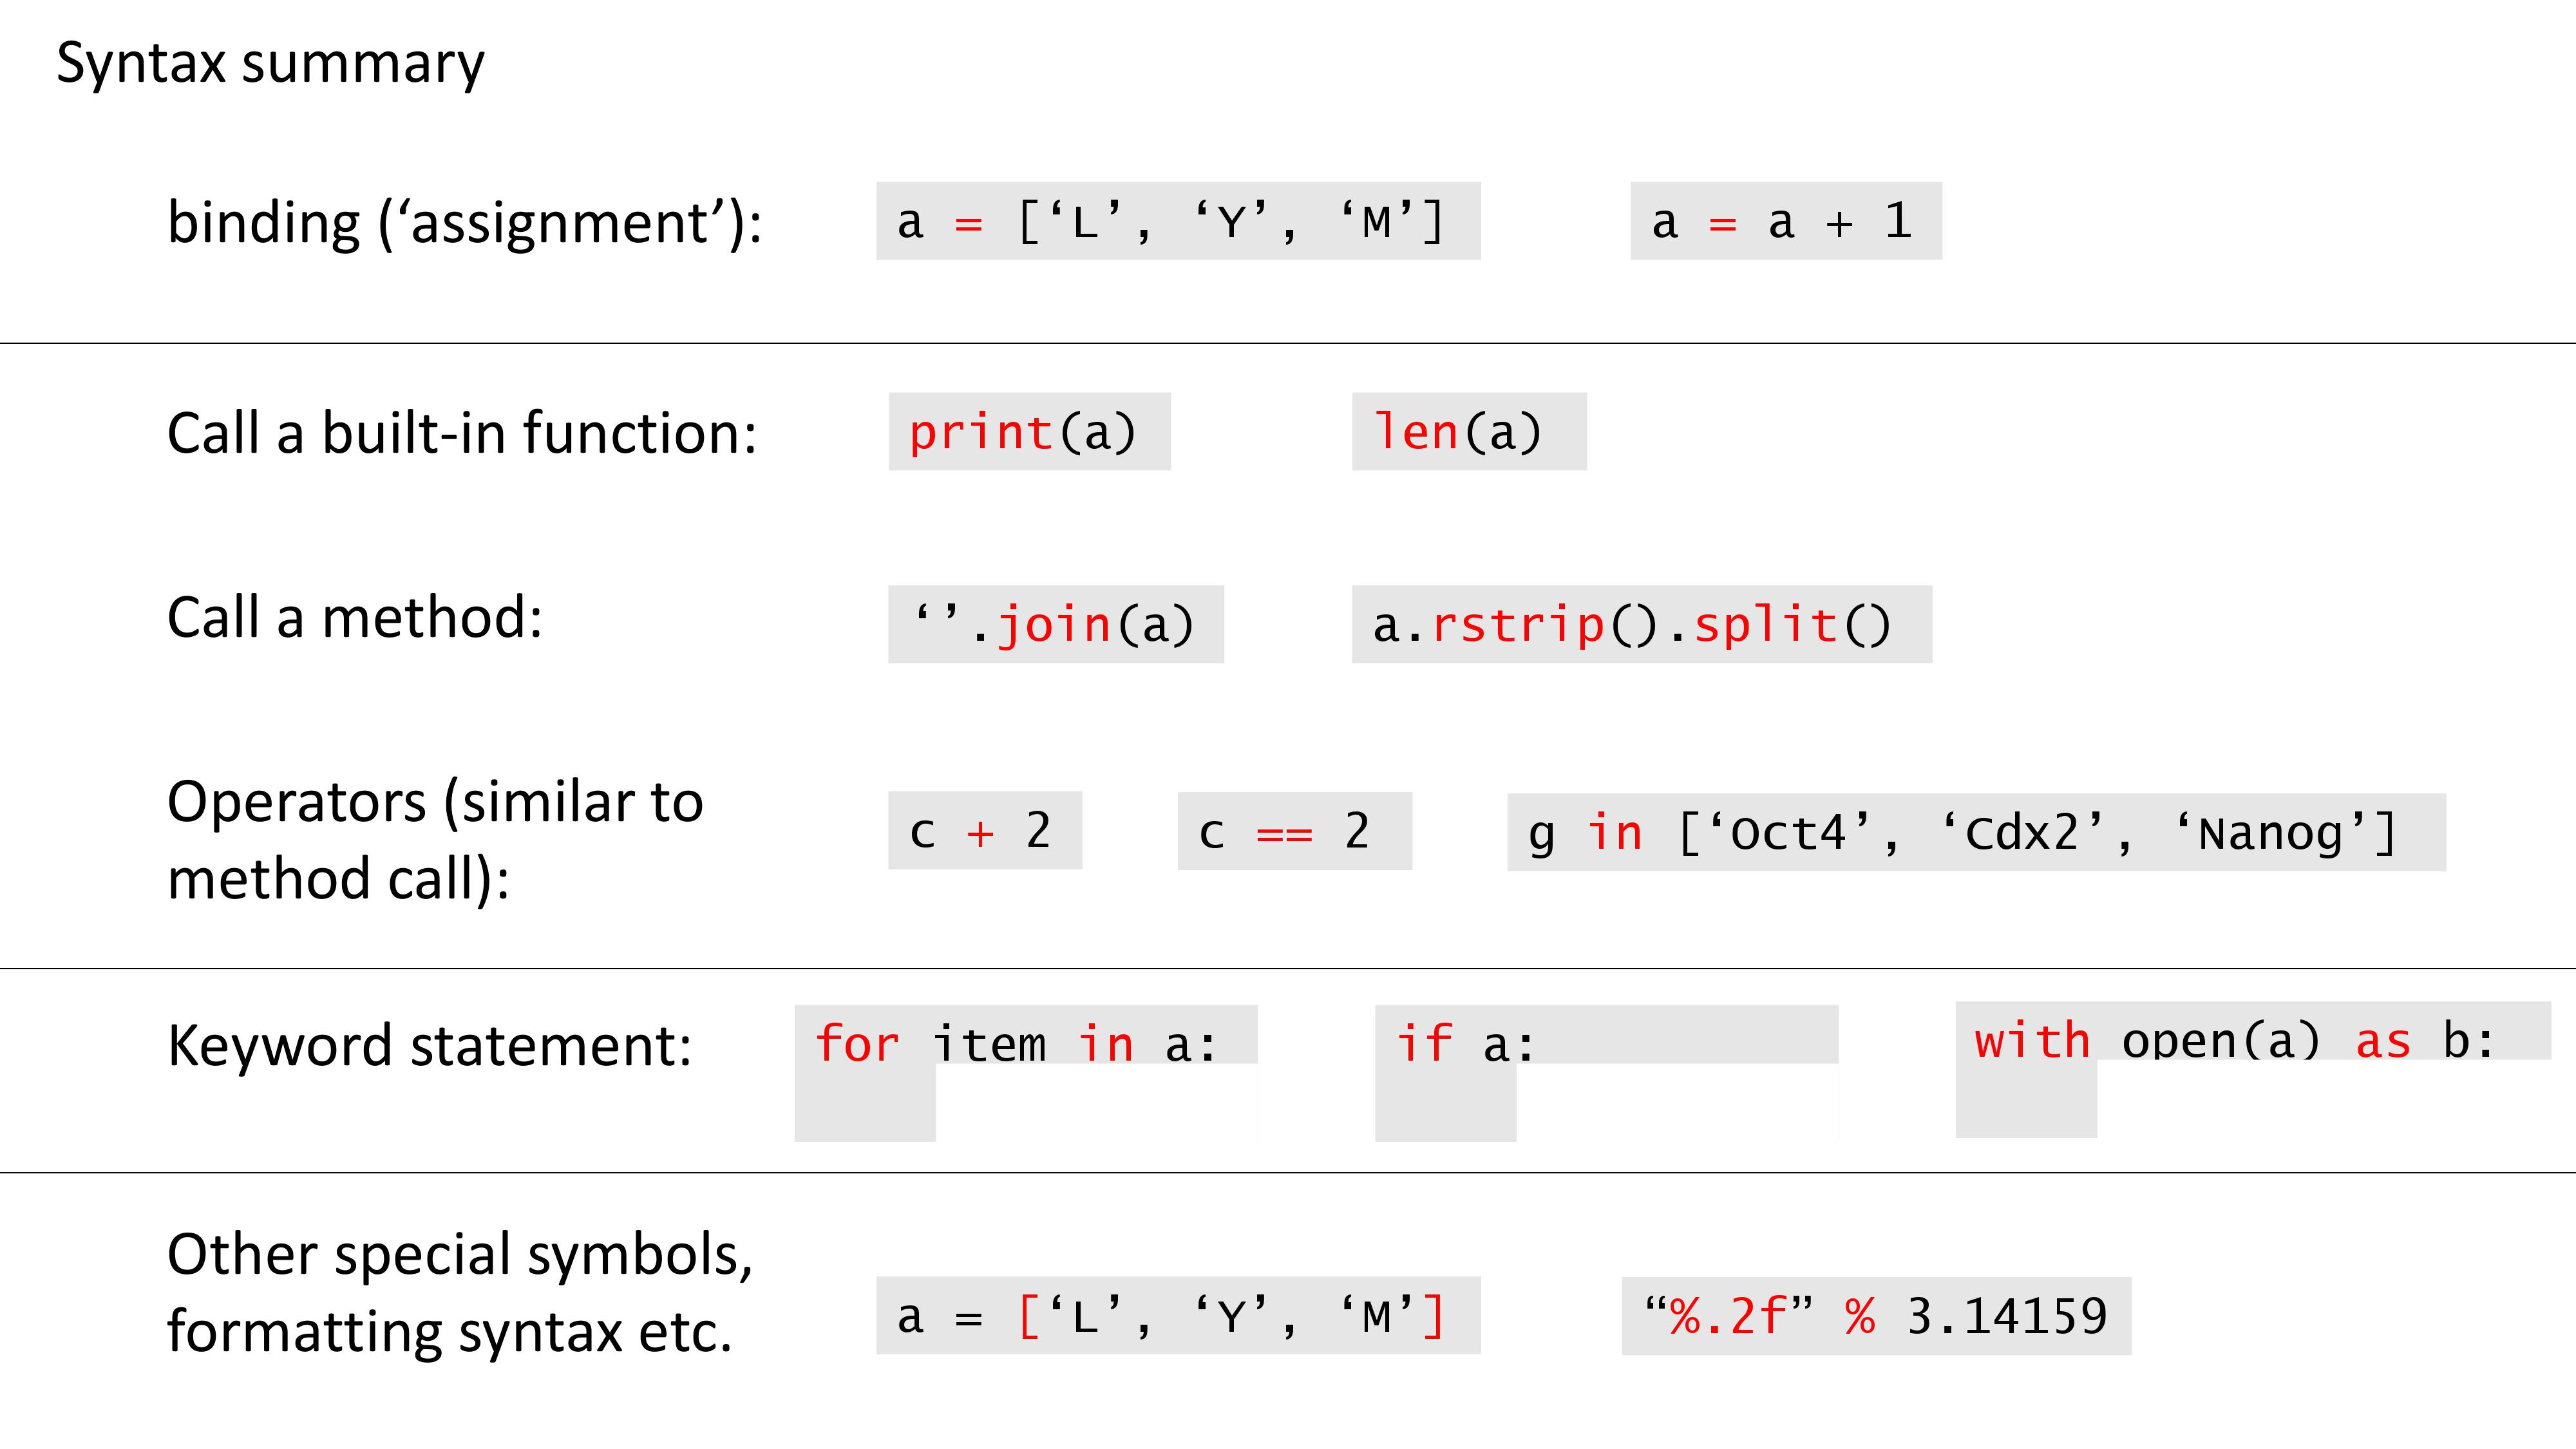 Syntax summary
binding (‘assignment’): a = [‘L’, ‘Y’, ‘M’] a = a + 1
Call a built-in function: print(a) len(a)
Call a method: ‘’.join(a) a.rstrip().split()
Operators (similar to
method call): c + 2 c == 2 g in [‘Oct4’, ‘Cdx2’, ‘Nanog’]
Keyword statement: for item in a: if a: with open(a) as b:
Other special symbols,
formatting syntax etc. a = [‘L’, ‘Y’, ‘M’] “%.2f” % 3.14159